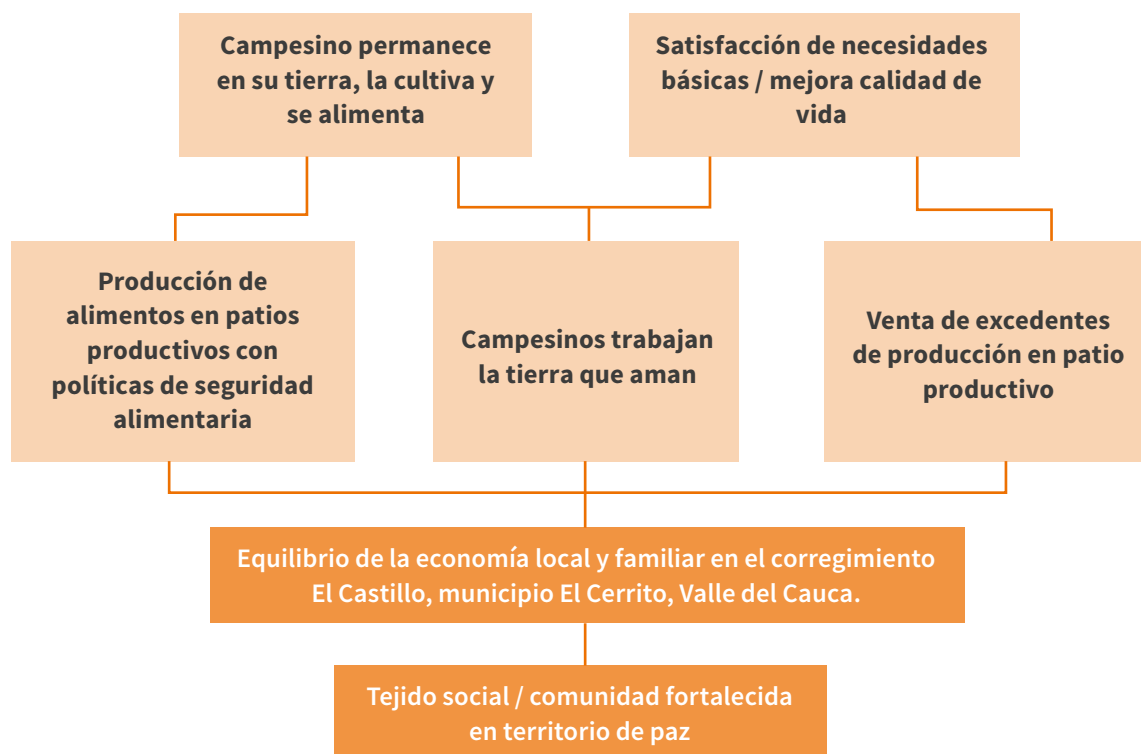 Campesino permanece
en su tierra, la cultiva y
se alimenta
Satisfacción de necesidades
básicas / mejora calidad de
vida
Producción de
alimentos en patios
productivos con
políticas de seguridad
alimentaria
Campesinos trabajan
la tierra que aman
Venta de excedentes
de producción en patio
productivo
Equilibrio de la economía local y familiar en el corregimiento
El Castillo, municipio El Cerrito, Valle del Cauca.
Tejido social / comunidad fortalecida
en territorio de paz